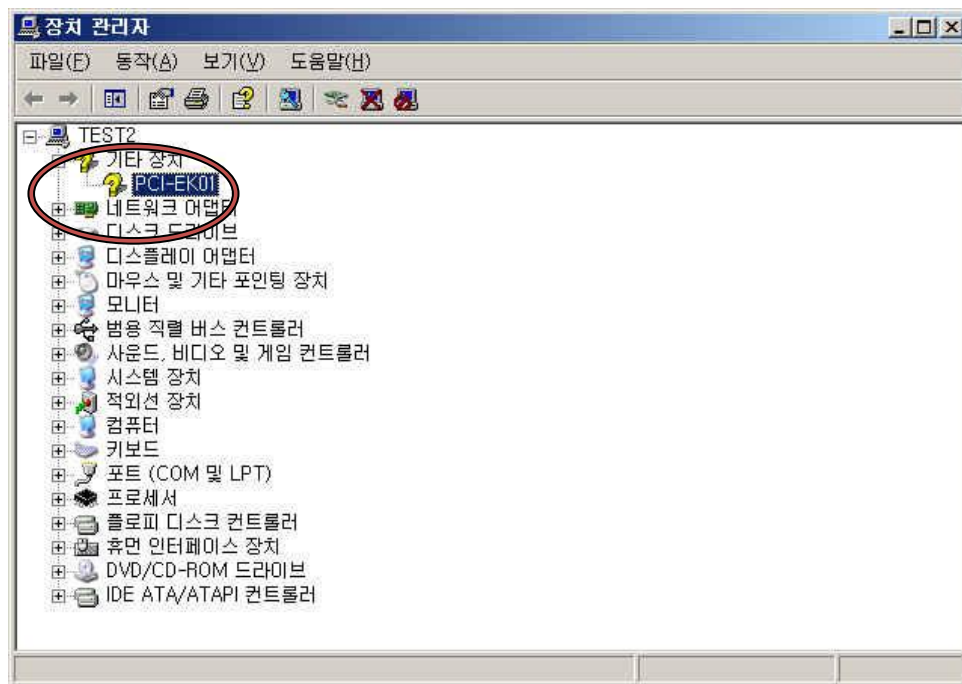 장치 관리자
파일(F) 동작(A) 보기(V) 도움말(H)
TEST2
기타 장치
PCI-EK01
네트워크 어댑터
디스크 드라이브
디스플레이 어댑터
마우스 및 기타 포인팅 장치
모니터
범용 직렬 버스 컨트롤러
사운드, 비디오 및 게임 컨트롤러
시스템 장치
적외선 장치
컴퓨터
키보드
포트 (COM 및 LPT)
프로세서
플로피 디스크 컨트롤러
휴먼 인터페이스 장치
DVD/CD-ROM 드라이브
IDE ATA/ATAPI 컨트롤러